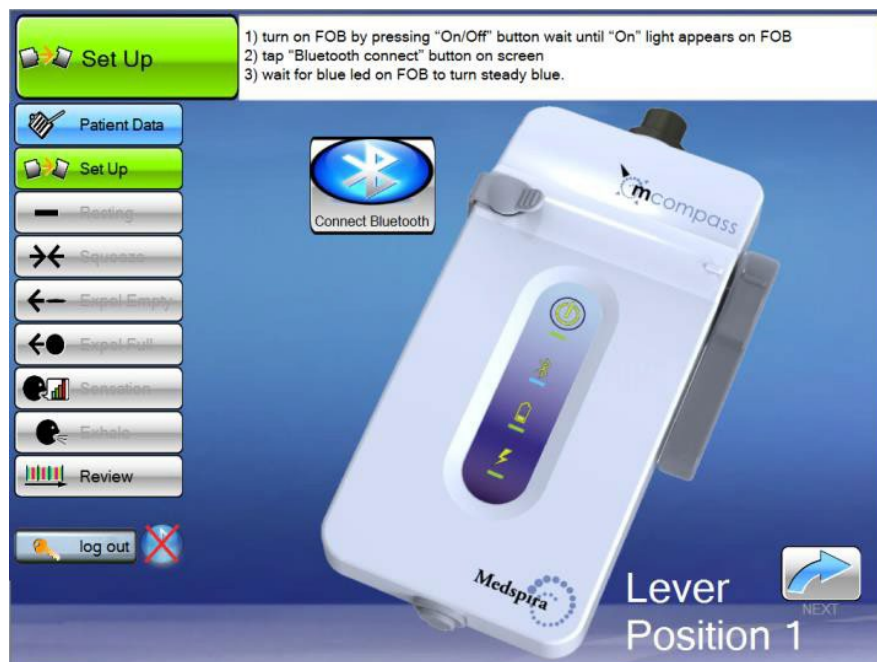 Set Up
1) turn on FOB by pressing “On/Off” button wait until “On” light appears on FOB
2) tap “Bluetooth connect” button on screen
3) wait for blue led on FOB to turn steady blue.
Patient Data
Set Up
Resting
Squeeze
Expel Empty
Expel Full
Sensation
Exhale
Review
log out
Connect Bluetooth
mcompass
Medspira
Lever
Position 1
NEXT